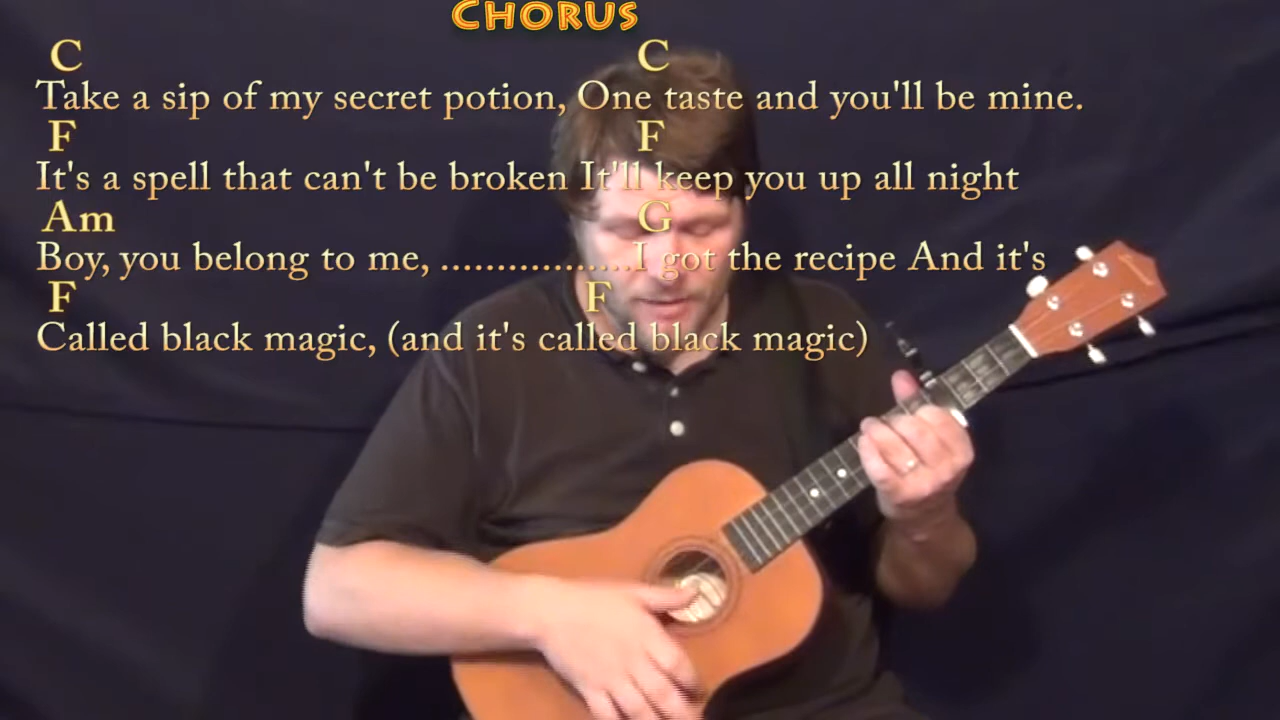 CHORUS
C C
Take a sip of my secret potion, One taste and you'll be mine.
F F
It's a spell that can't be broken It'll keep you up all night
Am G
Boy, you belong to me, .................I got the recipe And it's
F F
Called black magic, (and it's called black magic)